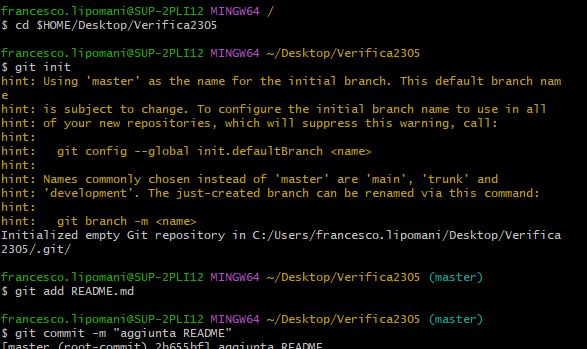 francesco.lipomani@SUP-2PLI12 MINGW64 /
$ cd $HOME/Desktop/Verifica2305
francesco.lipomani@SUP-2PLI12 MINGW64 ~/Desktop/Verifica2305
$ git init
hint: Using 'master' as the name for the initial branch. This default branch nam
e
hint: is subject to change. To configure the initial branch name to use in all
hint: of your new repositories, which will suppress this warning, call:
hint:
hint:   git config --global init.defaultBranch <name>
hint:
hint: Names commonly chosen instead of 'master' are 'main', 'trunk' and
hint: 'development'. The just-created branch can be renamed via this command:
hint:
hint:   git branch -m <name>
Initialized empty Git repository in C:/Users/francesco.lipomani/Desktop/Verifica
2305/.git/
francesco.lipomani@SUP-2PLI12 MINGW64 ~/Desktop/Verifica2305 (master)
$ git add README.md
francesco.lipomani@SUP-2PLI12 MINGW64 ~/Desktop/Verifica2305 (master)
$ git commit -m "aggiunta README"
[master (root-commit) 2b655bf] aggiunta README